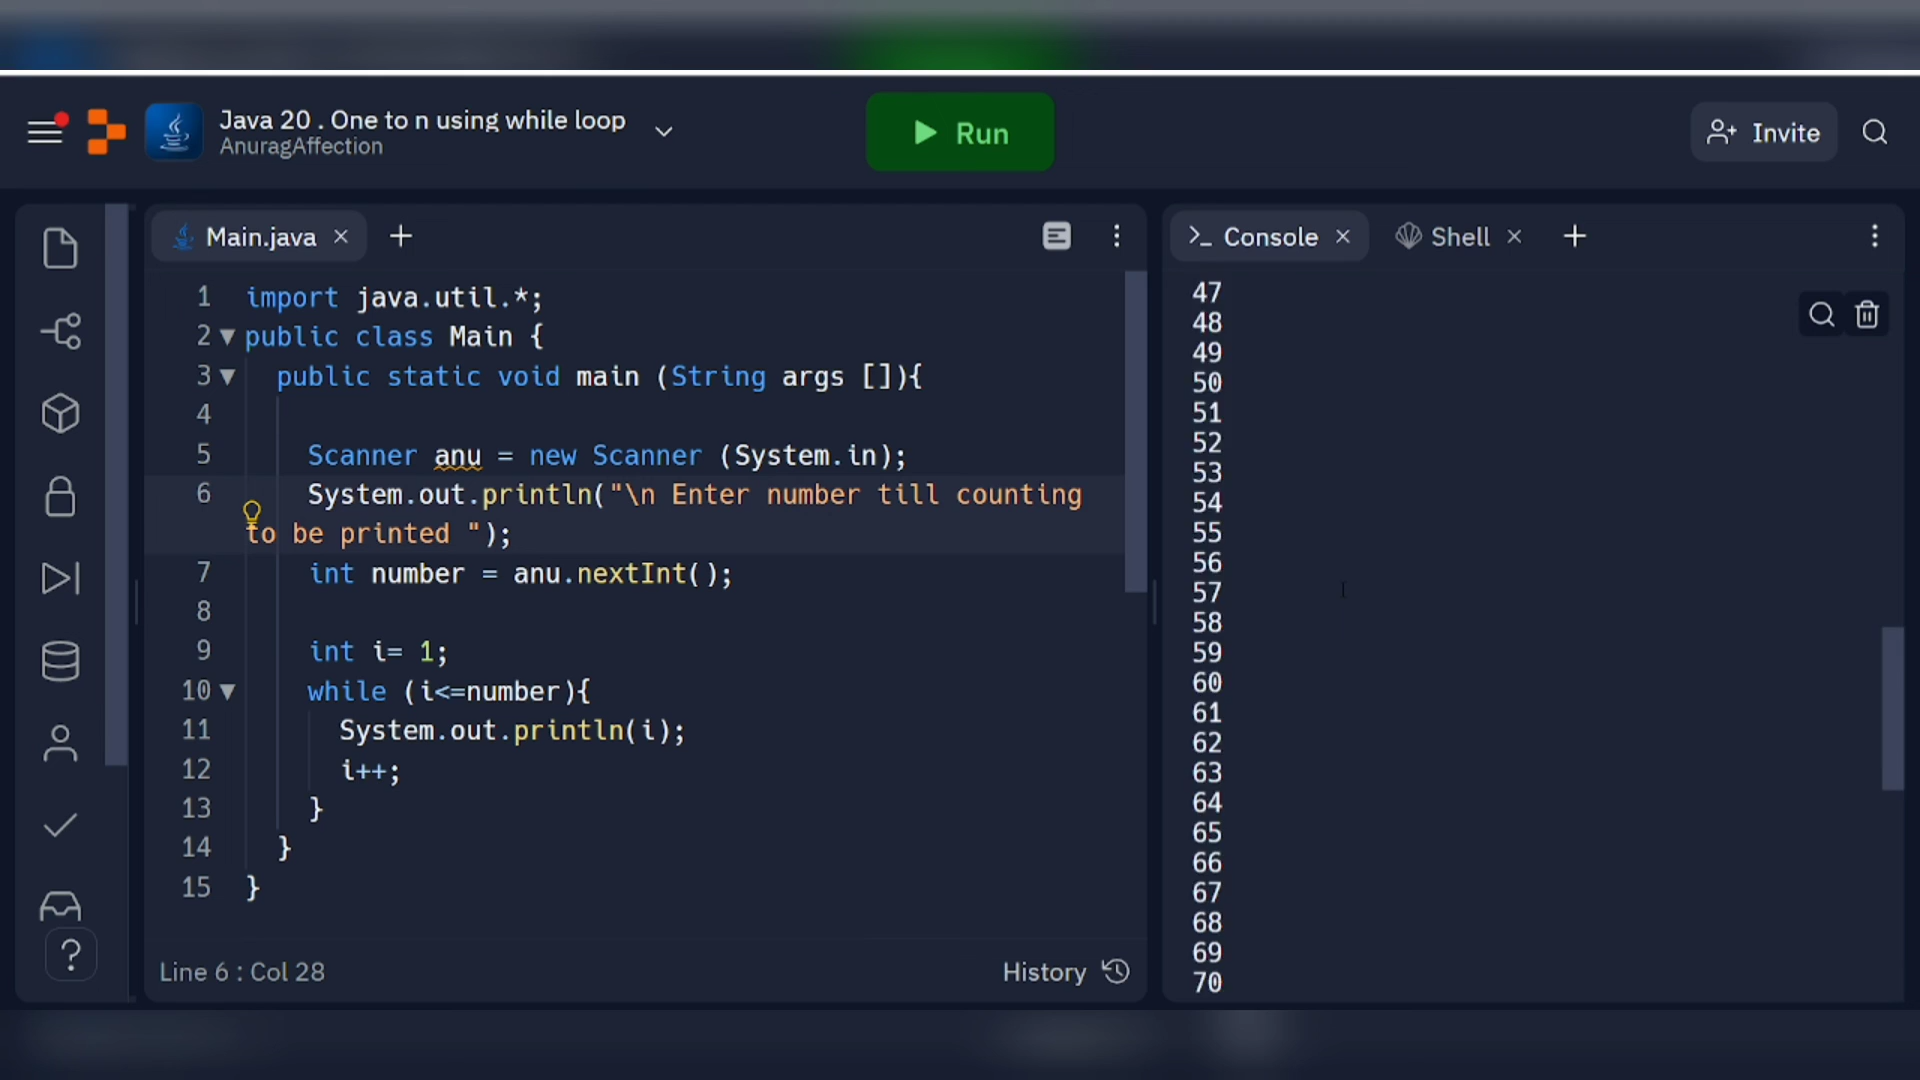 Java 20 . One to n using while loop
AnuragAffection
Run
Invite
Main.java
Console
Shell
1 import java.util.*;
2 public class Main {
3 public static void main (String args []){
4
5 Scanner anu = new Scanner (System.in);
6 System.out.println("\n Enter number till counting
to be printed ");
7 int number = anu.nextInt();
8
9 int i= 1;
10 while (i<=number){
11 System.out.println(i);
12 i++;
13 }
14 }
15 }
Line 6 : Col 28
History
47
48
49
50
51
52
53
54
55
56
57
58
59
60
61
62
63
64
65
66
67
68
69
70